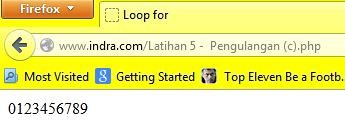 Firefox
Loop for
www.indra.com/Latihan 5 - Pengulangan (c).php
Most Visited Getting Started Top Eleven Be a Footb.
0123456789